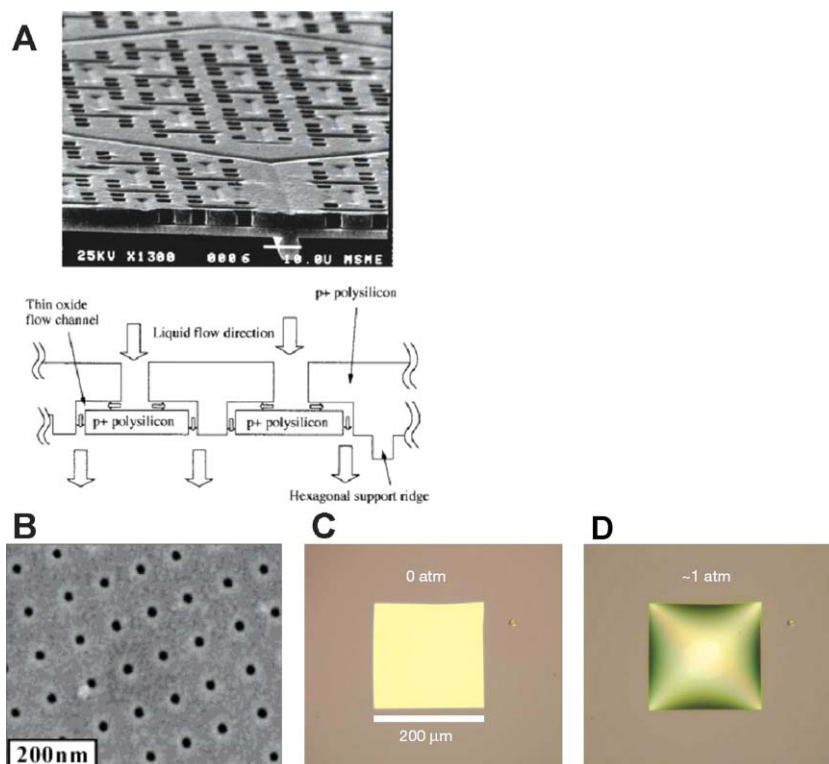 A
25KV X1300 0006 10.0U MSME
Thin oxide
flow channel
Liquid flow direction
p+ polysilicon
p+ polysilicon
p+ polysilicon
Hexagonal support ridge
B
200nm
C
0 atm
200 μm
D
~1 atm